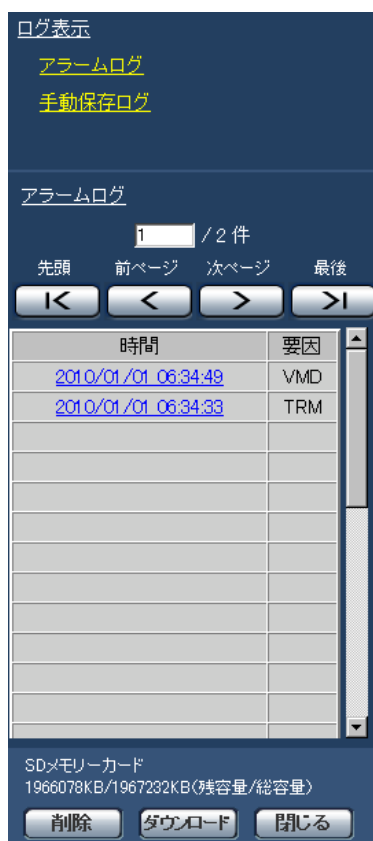 ログ表示
アラームログ
手動保存ログ
アラームログ
1 / 2 件
先頭 前ページ 次ページ 最後
時間 要因
2010/01/01 06:34:49 VMD
2010/01/01 06:34:33 TRM
SDメモリーカード
1966078KB/1967232KB(残容量/総容量)
削除 ダウンロード 閉じる